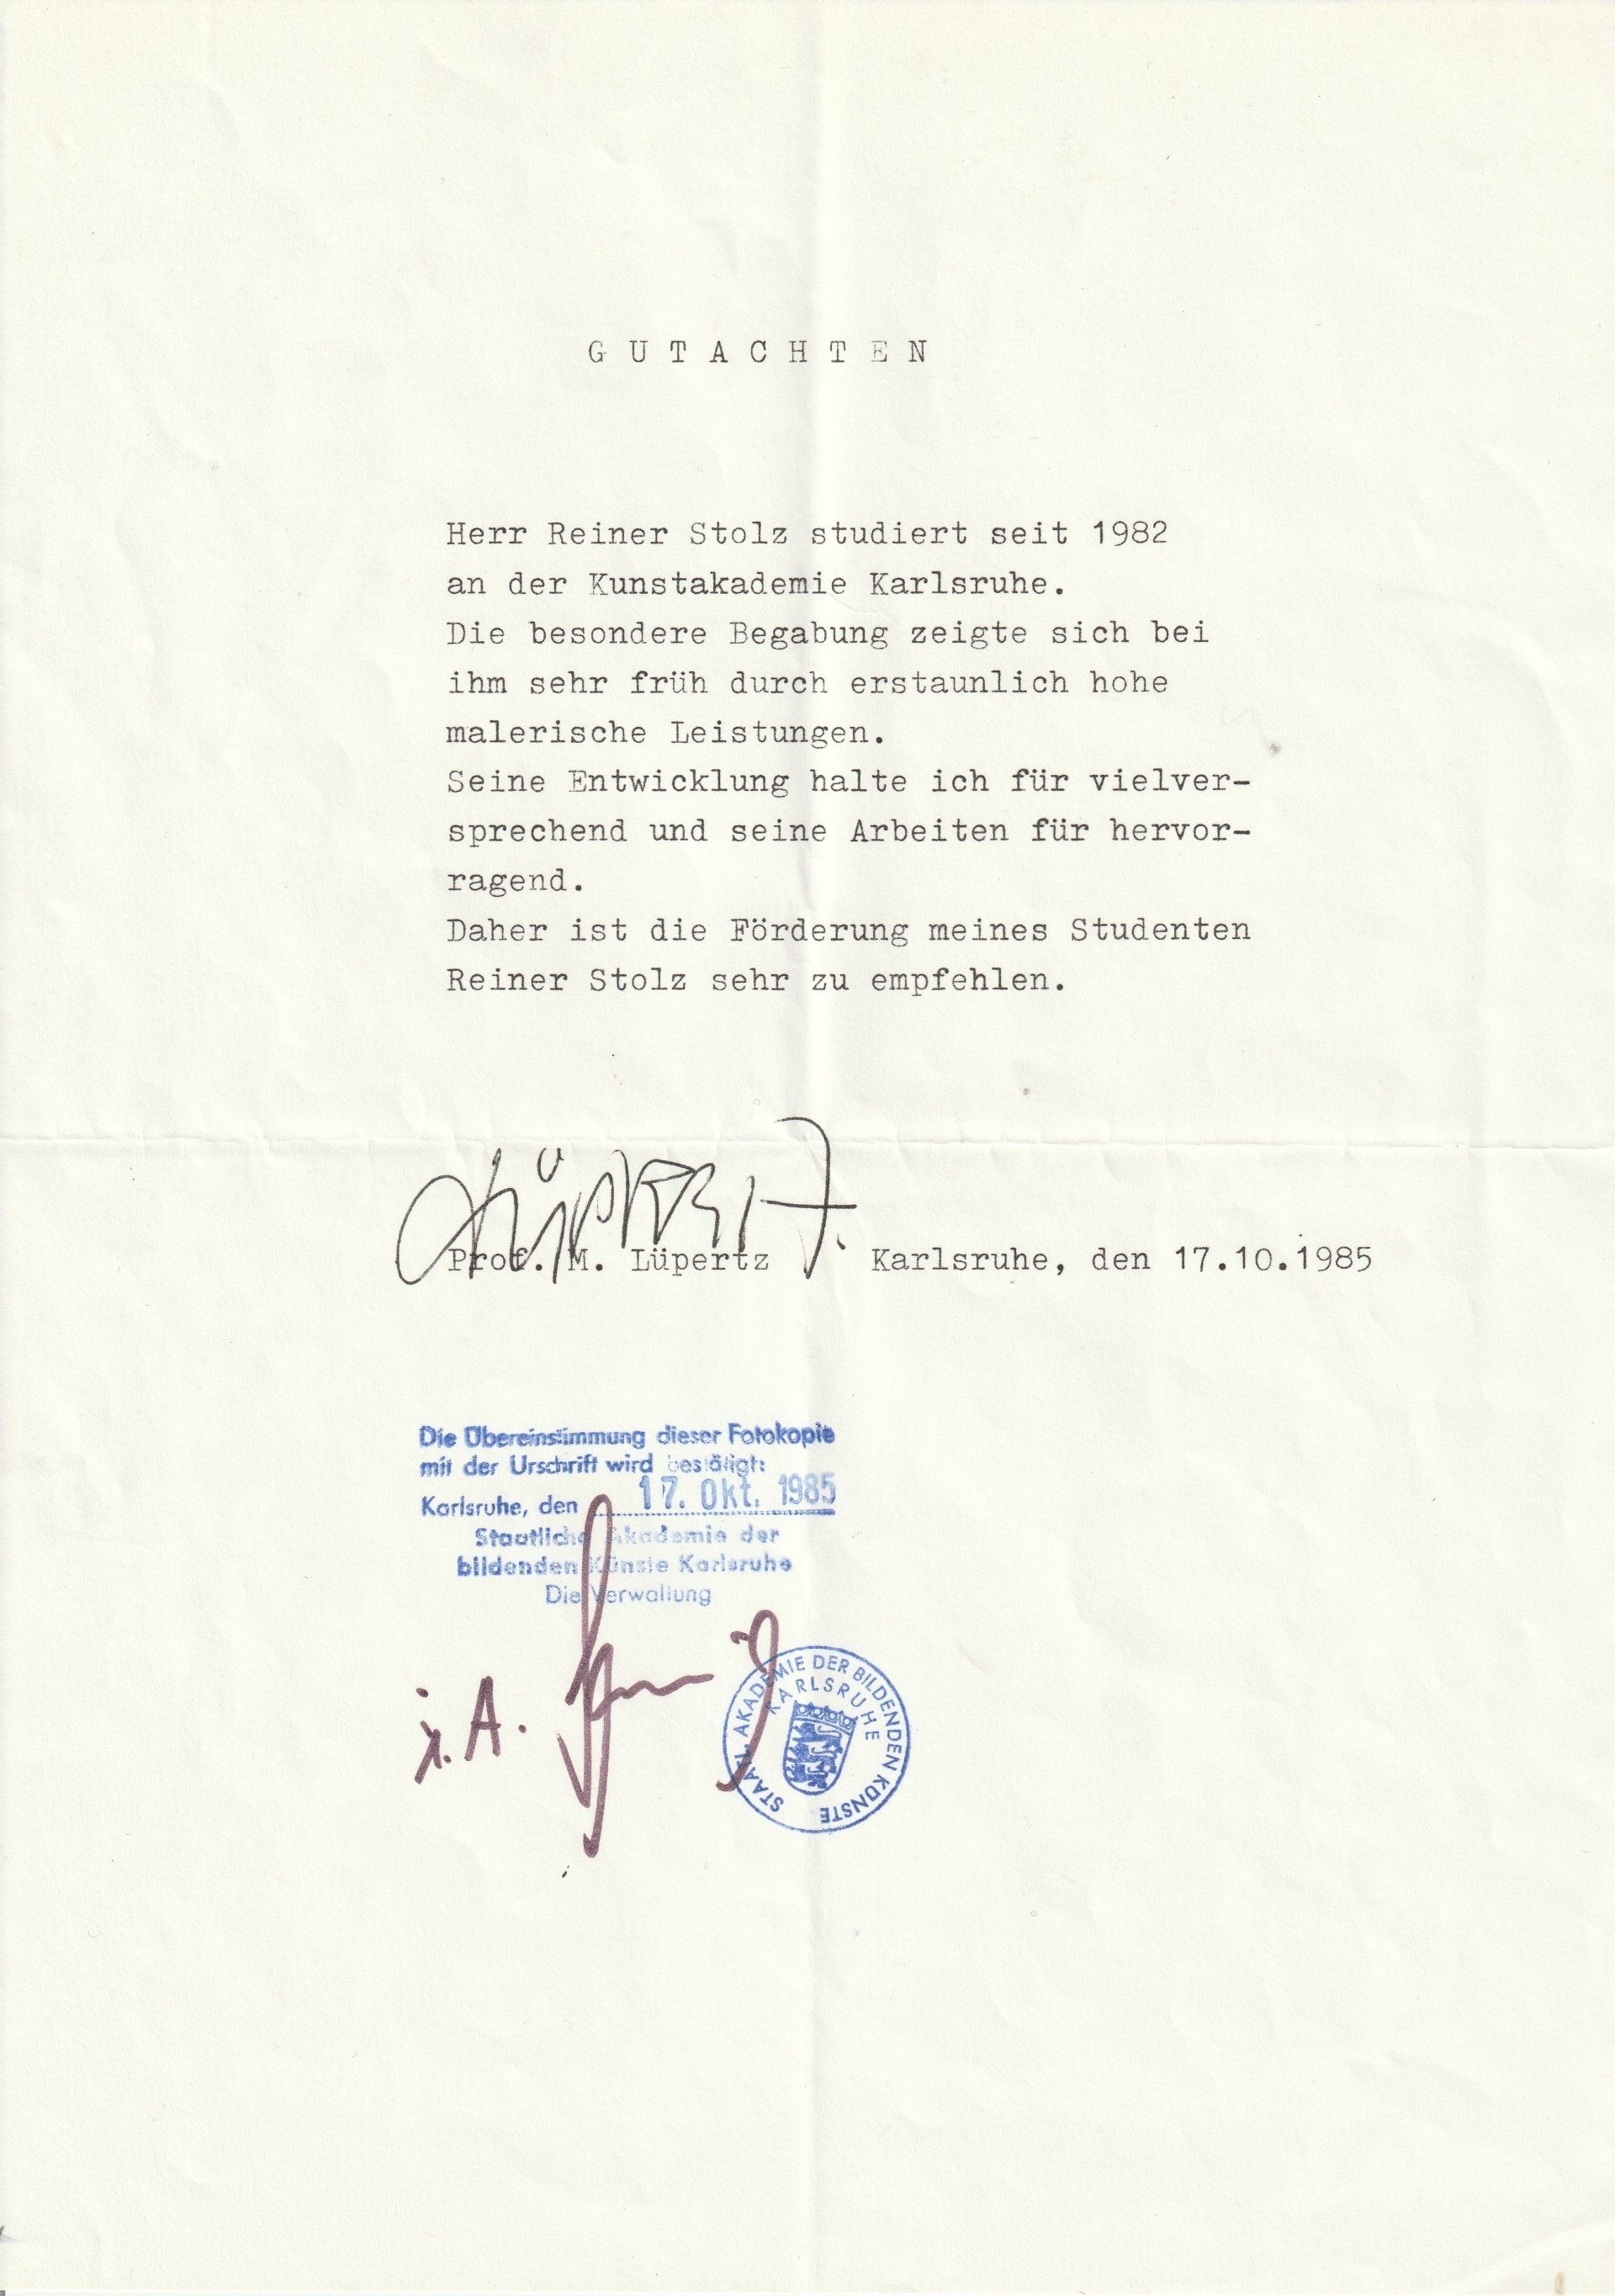 GUTACHTEN
Herr Reiner Stolz studiert seit 1982
an der Kunstakademie Karlsruhe.
Die besondere Begabung zeigte sich bei
ihm sehr früh durch erstaunlich hohe
malerische Leistungen.
Seine Entwicklung halte ich für vielver-
sprechend und seine Arbeiten für hervor-
ragend.
Daher ist die Förderung meines Studenten
Reiner Stolz sehr zu empfehlen.
Prof. M. Lüpertz Karlsruhe, den 17.10.1985
Die Übereinstimmung dieser Fotokopie
mit der Urschrift wird bestätigt:
Karlsruhe, den 17. Okt. 1985
Staatliche Akademie der
bildenden Künste Karlsruhe
Die Verwaltung
i.A.
STAATL. AKADEMIE DER BILDENDEN KÜNSTE
KARLSRUHE